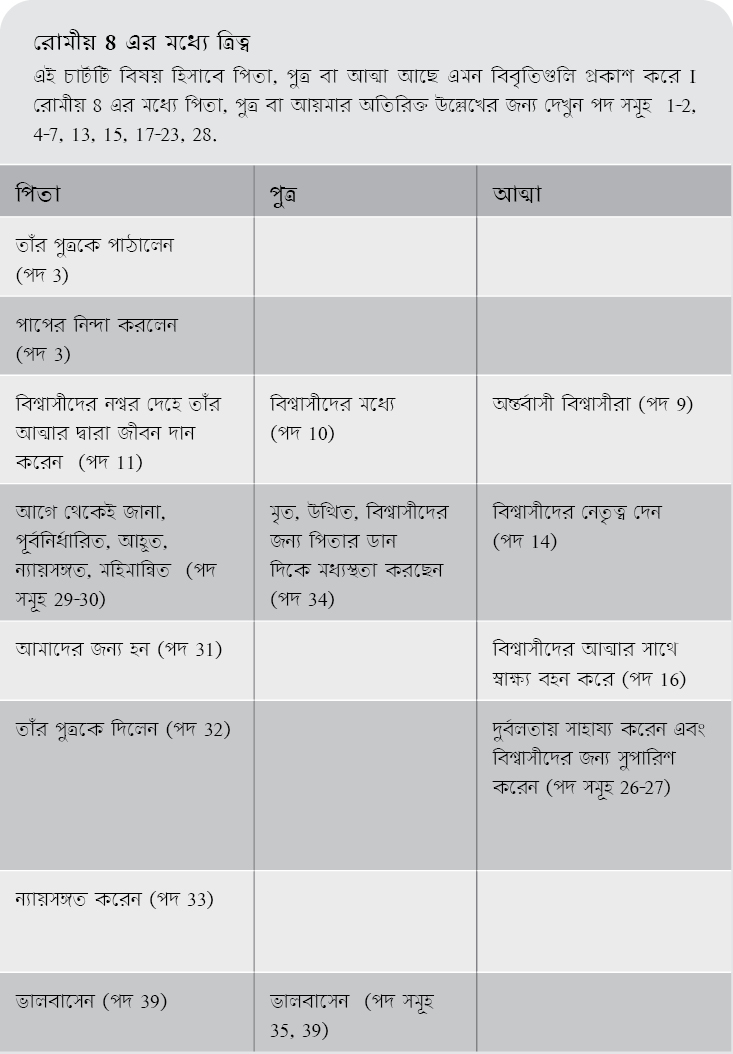 রোমীয় 8 এর মধ্যে ত্রিত্ব
এই চার্টটি বিষয় হিসাবে পিতা, পুত্র বা আত্মা আছে এমন বিবৃতিগুলি প্রকাশ করে I
রোমীয় 8 এর মধ্যে পিতা, পুত্র বা আয়মার অতিরিক্ত উল্লেখের জন্য দেখুন পদ সমূহ 1-2,
4-7, 13, 15, 17-23, 28.
পিতা
পুত্র
আত্মা
তাঁর পুত্রকে পাঠালেন
(পদ 3)
পাপের নিন্দা করলেন
(পদ 3)
বিশ্বাসীদের নশ্বর দেহে তাঁর
আত্মার দ্বারা জীবন দান
করেন (পদ 11)
বিশ্বাসীদের মধ্যে
(পদ 10)
অন্তর্বাসী বিশ্বাসীরা (পদ 9)
আগে থেকেই জানা,
পূর্বনির্ধারিত, আহূত,
ন্যায়সঙ্গত, মহিমান্বিত (পদ
সমূহ 29-30)
মৃত, উত্থিত, বিশ্বাসীদের
জন্য পিতার ডান
দিকে মধ্যস্থতা করছেন
(পদ 34)
বিশ্বাসীদের নেতৃত্ব দেন
(পদ 14)
আমাদের জন্য হন (পদ 31)
বিশ্বাসীদের আত্মার সাথে
স্বাক্ষ্য বহন করে (পদ 16)
তাঁর পুত্রকে দিলেন (পদ 32)
দুর্বলতায় সাহায্য করেন এবং
বিশ্বাসীদের জন্য সুপারিশ
করেন (পদ সমূহ 26-27)
ন্যায়সঙ্গত করেন (পদ 33)
ভালবাসেন (পদ 39)
ভালবাসেন (পদ সমূহ
35, 39)